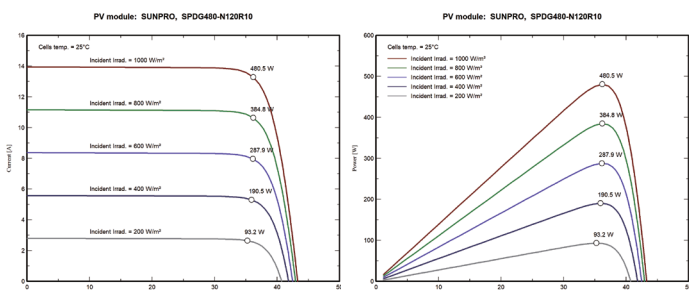 PV module: SUNPRO, SPDG480-N120R10
16
14
12
10
8
6
4
2
0
Current [A]
Cells temp. = 25°C
Incident Irrad. = 1000 W/m²
480.5 W
Incident Irrad. = 800 W/m²
384.8 W
Incident Irrad. = 600 W/m²
287.9 W
Incident Irrad. = 400 W/m²
190.5 W
Incident Irrad. = 200 W/m²
93.2 W
0 10 20 30 40 50
PV module: SUNPRO, SPDG480-N120R10
600
500
400
300
200
100
0
Power [W]
Cells temp. = 25°C
Incident Irrad. = 1000 W/m²
Incident Irrad. = 800 W/m²
Incident Irrad. = 600 W/m²
Incident Irrad. = 400 W/m²
Incident Irrad. = 200 W/m²
480.5 W
384.8 W
287.9 W
190.5 W
93.2 W
0 10 20 30 40 50